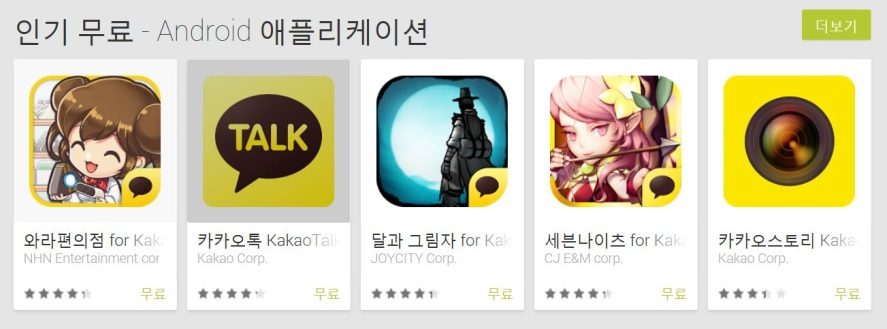 인기 무료 - Android 애플리케이션
더보기
와라편의점 for Kaka
NHN Entertainment cor
무료
TALK
카카오톡 KakaoTalk
Kakao Corp.
무료
달과 그림자 for Kak
JOYCITY Corp.
무료
세븐나이츠 for Kaka
CJ E&M corp.
무료
카카오스토리 Kakao
Kakao Corp.
무료